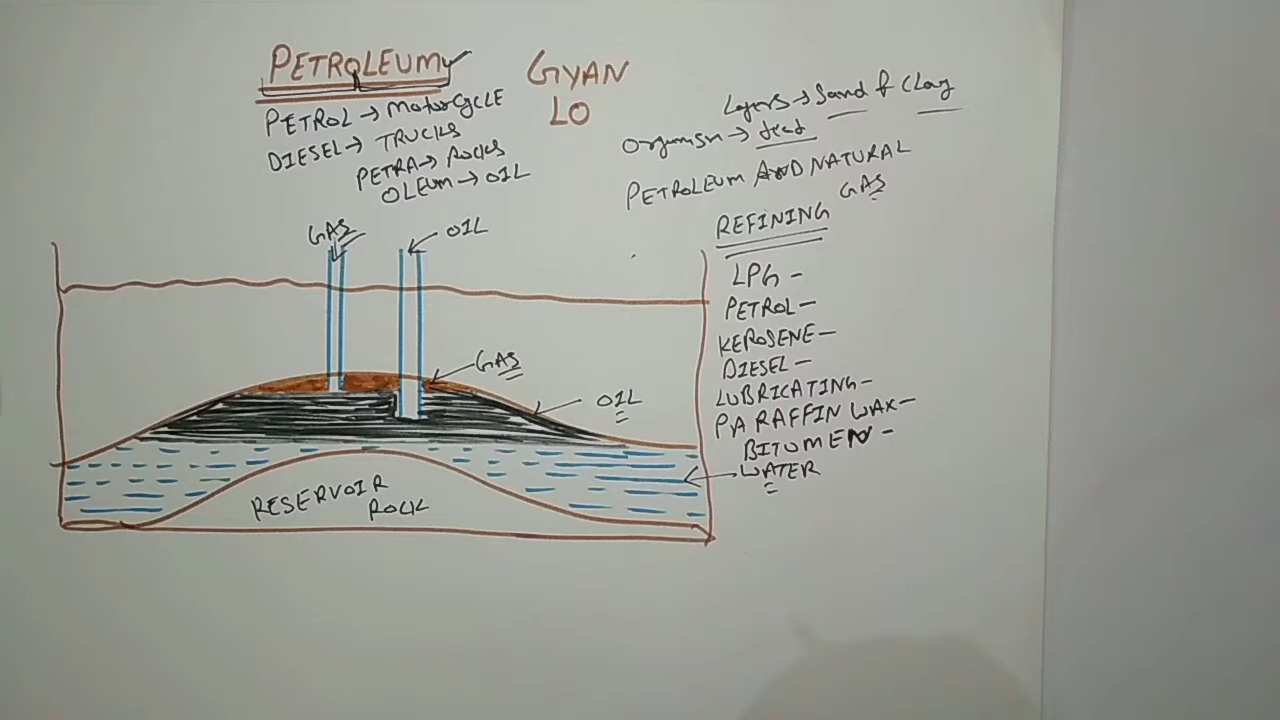 PETROLEUM
GYAN
LO
PETROL → MOTORCYCLE
DIESEL → TRUCKS
PETRA → ROCKS
OLEUM → OIL
Layers → Sand & Clay
Organism → dead
PETROLEUM AND NATURAL
GAS
REFINING
LPG -
PETROL -
KEROSENE -
DIESEL -
LUBRICATING -
PARAFFIN WAX -
BITUMEN -
WATER
GAS
OIL
GAS
OIL
RESERVOIR
ROCK